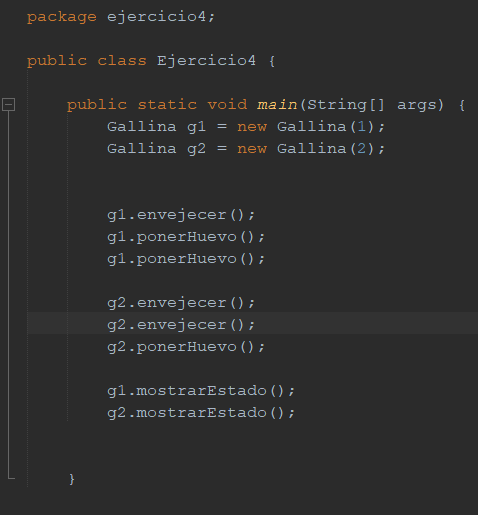 package ejercicio4;
public class Ejercicio4 {
public static void main(String[] args) {
Gallina g1 = new Gallina(1);
Gallina g2 = new Gallina(2);
g1.envejecer();
g1.ponerHuevo();
g1.ponerHuevo();
g2.envejecer();
g2.envejecer();
g2.ponerHuevo();
g1.mostrarEstado();
g2.mostrarEstado();
}